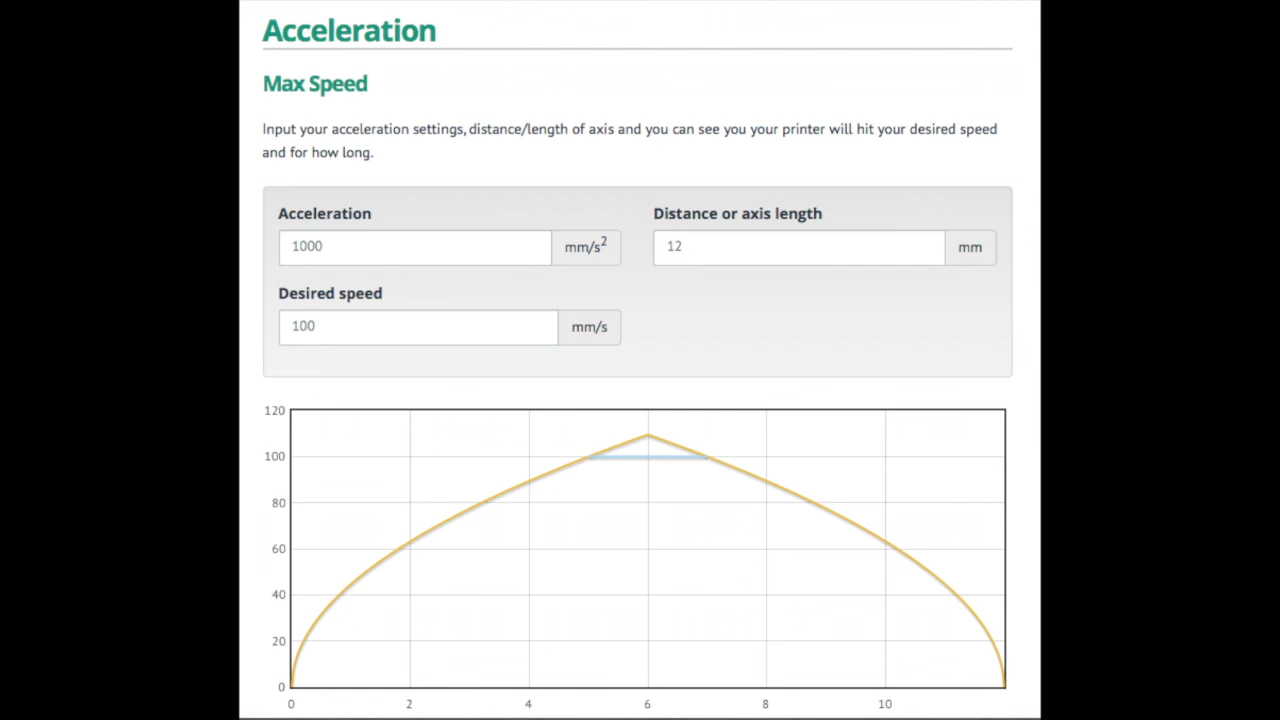 Acceleration
Max Speed
Input your acceleration settings, distance/length of axis and you can see you your printer will hit your desired speed
and for how long.
Acceleration
Distance or axis length
1000 mm/s²
12 mm
Desired speed
100 mm/s
120
100
80
60
40
20
0
0 2 4 6 8 10